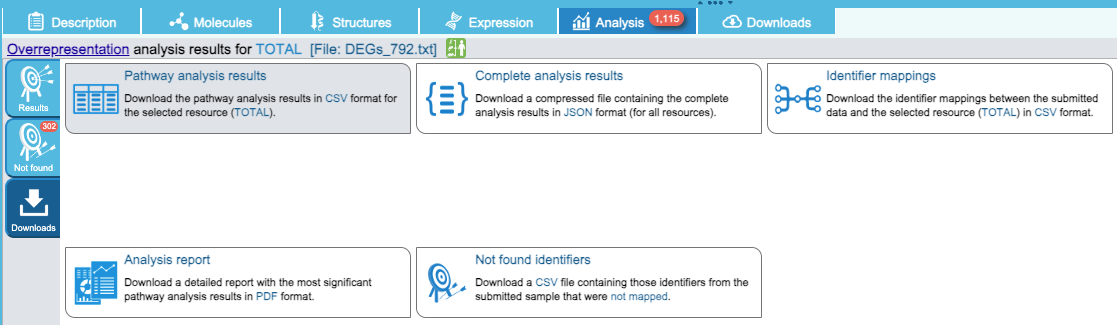 Description
Molecules
Structures
Expression
Analysis 1,115
Downloads
Overrepresentation analysis results for TOTAL [File: DEGs_792.txt]
Results
302
Not found
Downloads
Pathway analysis results
Download the pathway analysis results in CSV format for
the selected resource (TOTAL).
Complete analysis results
Download a compressed file containing the complete
analysis results in JSON format (for all resources).
Identifier mappings
Download the identifier mappings between the submitted
data and the selected resource (TOTAL) in CSV format.
Analysis report
Download a detailed report with the most significant
pathway analysis results in PDF format.
Not found identifiers
Download a CSV file containing those identifiers from the
submitted sample that were not mapped.